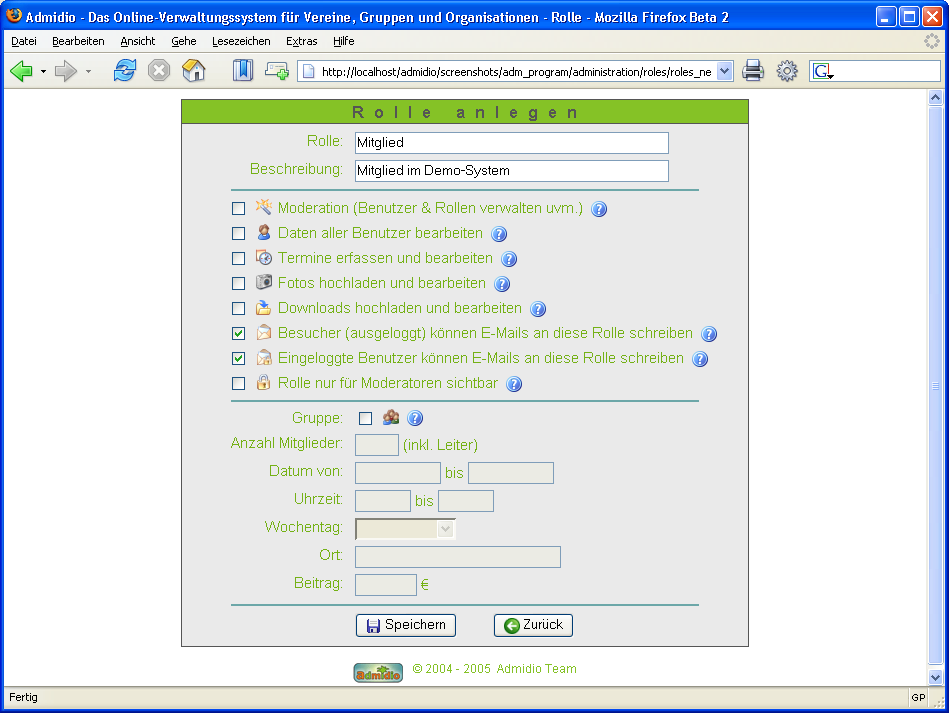 Admidio - Das Online-Verwaltungssystem für Vereine, Gruppen und Organisationen - Rolle - Mozilla Firefox Beta 2
Datei Bearbeiten Ansicht Gehe Lesezeichen Extras Hilfe
http://localhost/admidio/screenshots/adm_program/administration/roles/roles_ne G
Rolle anlegen
Rolle: Mitglied
Beschreibung: Mitglied im Demo-System
Moderation (Benutzer & Rollen verwalten uvm.) ?
Daten aller Benutzer bearbeiten ?
Termine erfassen und bearbeiten ?
Fotos hochladen und bearbeiten ?
Downloads hochladen und bearbeiten ?
Besucher (ausgeloggt) können E-Mails an diese Rolle schreiben ?
Eingeloggte Benutzer können E-Mails an diese Rolle schreiben ?
Rolle nur für Moderatoren sichtbar ?
Gruppe: ?
Anzahl Mitglieder: (inkl. Leiter)
Datum von: bis
Uhrzeit: bis
Wochentag:
Ort:
Beitrag: €
Speichern Zurück
Admidio © 2004 - 2005 Admidio Team
Fertig GP